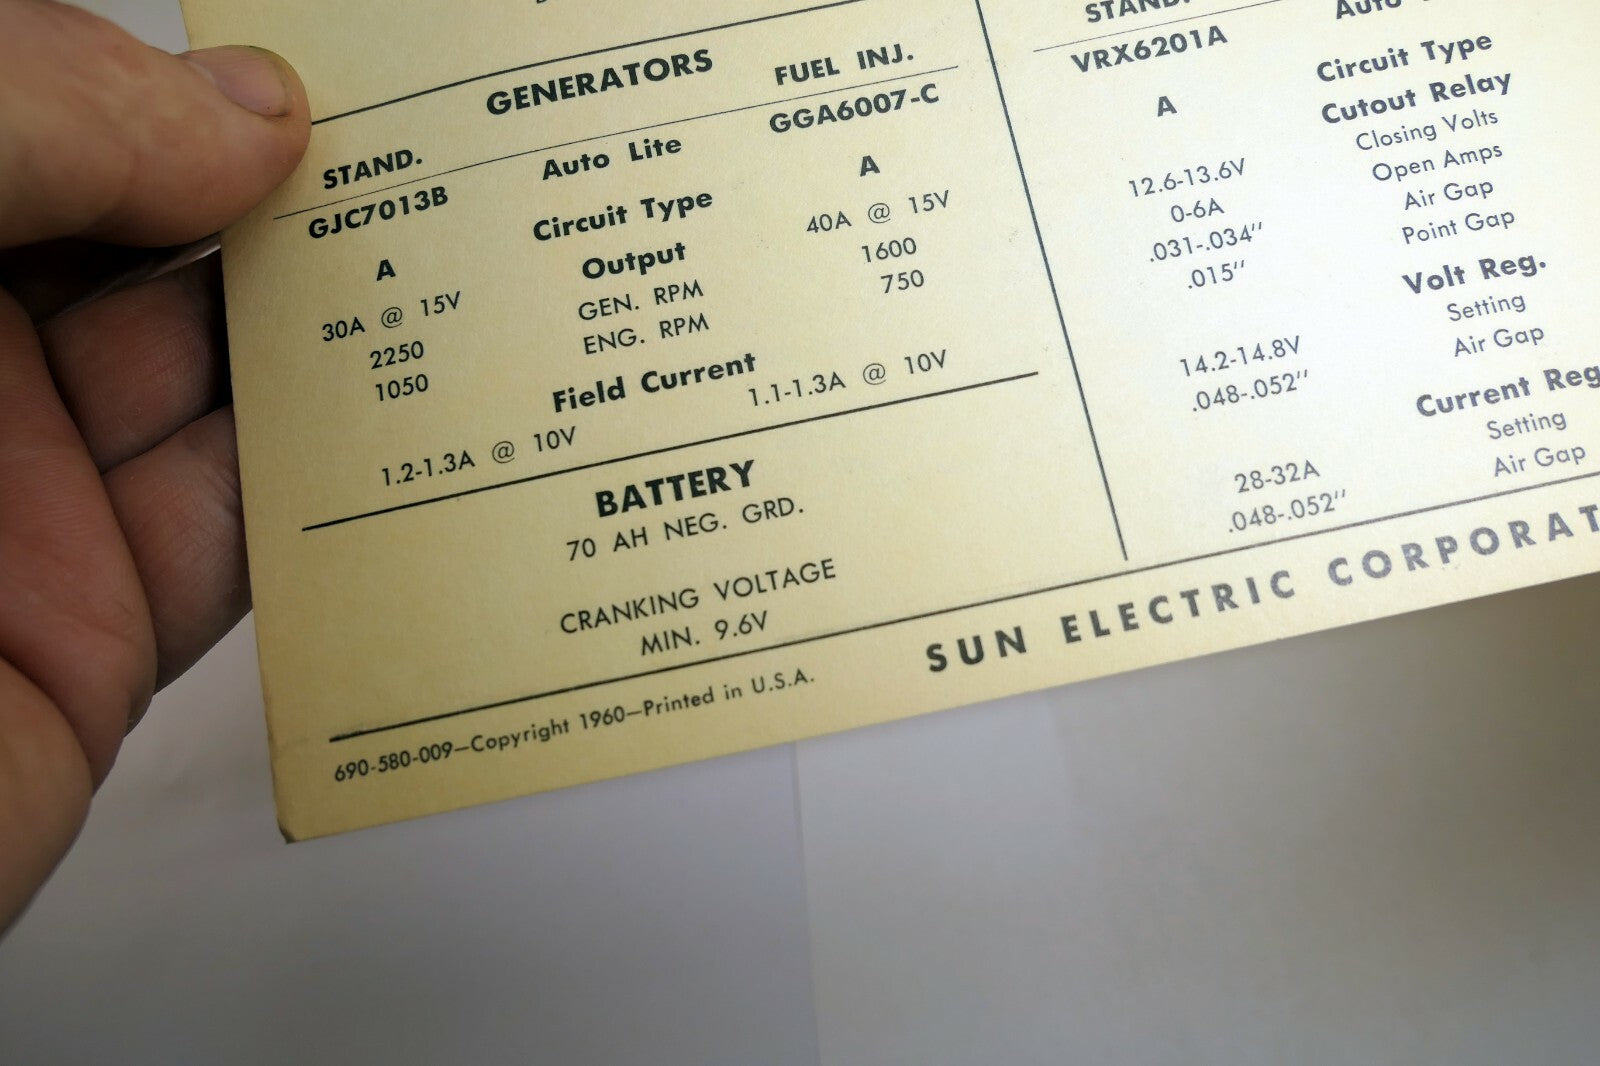 GENERATORS
STAND. FUEL INJ.
GJC7013B Auto Lite GGA6007-C
A Circuit Type A
30A @ 15V Output 40A @ 15V
2250 GEN. RPM 1600
1050 ENG. RPM 750
Field Current
1.2-1.3A @ 10V 1.1-1.3A @ 10V
BATTERY
70 AH NEG. GRD.
CRANKING VOLTAGE
MIN. 9.6V
690-580-009—Copyright 1960—Printed in U.S.A.
STAND.
VRX6201A Auto
A Circuit Type
Cutout Relay
12.6-13.6V Closing Volts
0-6A Open Amps
.031-.034" Air Gap
.015" Point Gap
Volt Reg.
14.2-14.8V Setting
.048-.052" Air Gap
Current Reg
28-32A Setting
.048-.052" Air Gap
SUN ELECTRIC CORPORAT